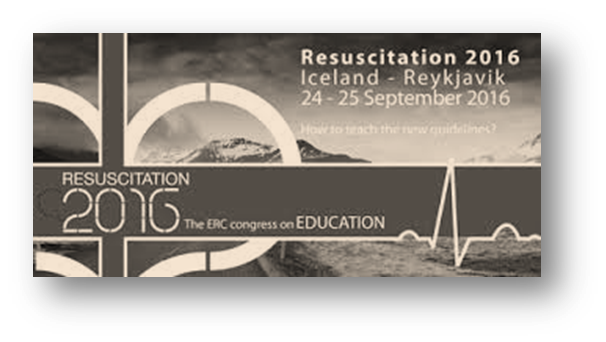 Resuscitation 2016
Iceland - Reykjavik
24 - 25 September 2016
How to teach the new guidelines?
RESUSCITATION
2016 The ERC congress on EDUCATION